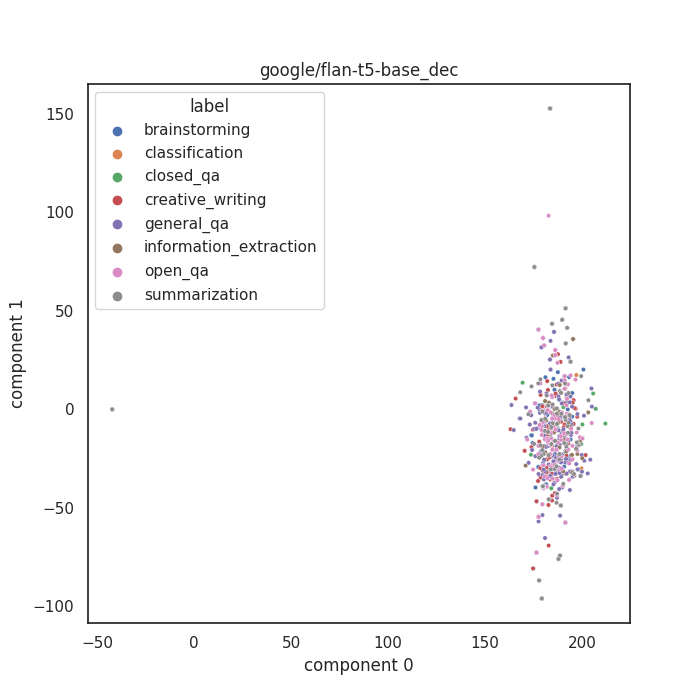 google/flan-t5-base_dec
label
brainstorming
classification
closed_qa
creative_writing
general_qa
information_extraction
open_qa
summarization
150
100
50
0
−50
−100
component 1
−50
0
50
100
150
200
component 0